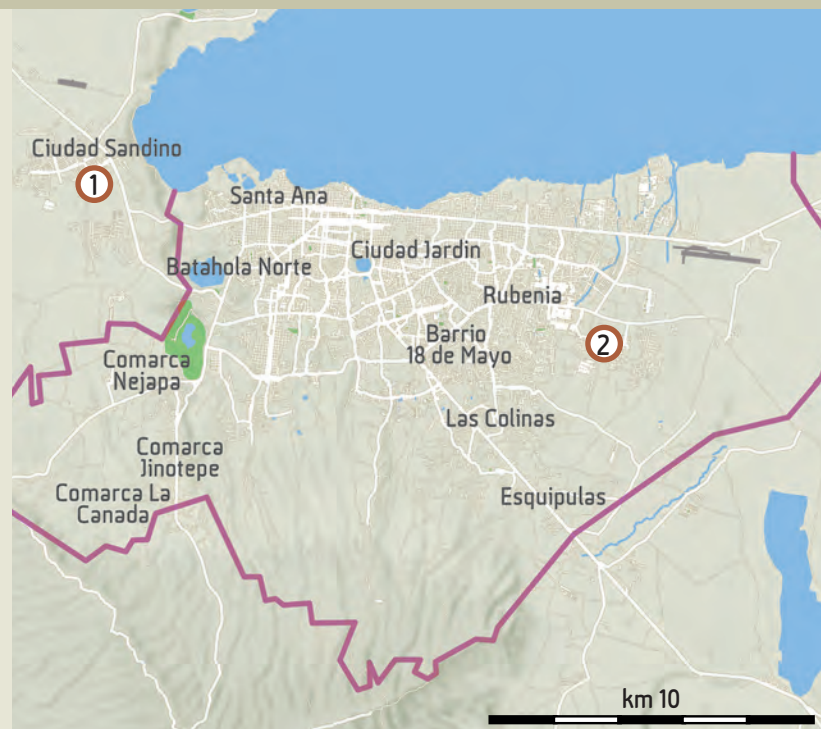 Ciudad Sandino
1
Santa Ana
Ciudad Jardin
Batahola Norte
Rubenia
Barrio
18 de Mayo
2
Comarca
Nejapa
Las Colinas
Comarca
Jinotepe
Comarca La
Canada
Esquipulas
km 10